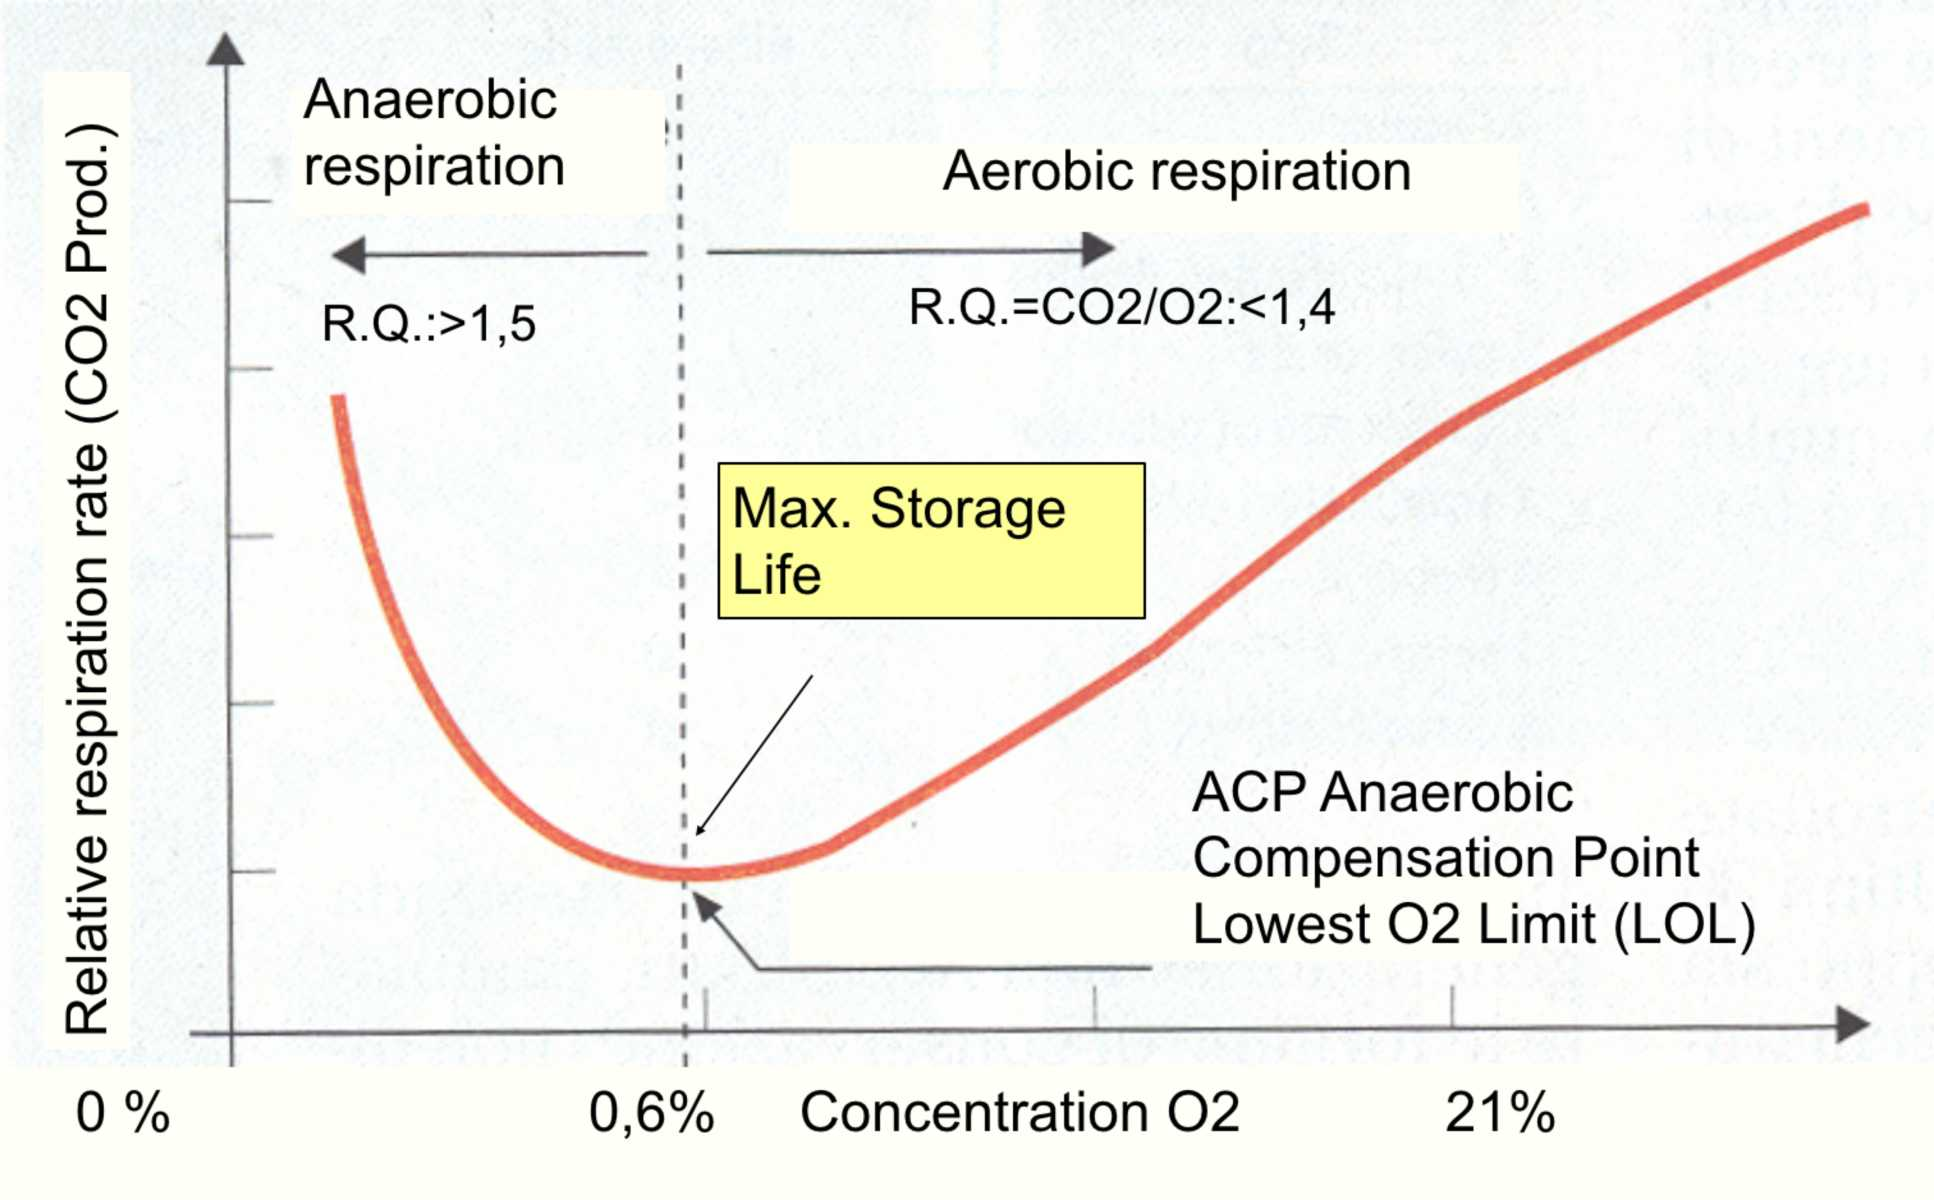 Anaerobic
respiration
Aerobic respiration
R.Q.:>1,5
R.Q.=CO2/O2:<1,4
Relative respiration rate (CO2 Prod.)
Max. Storage
Life
ACP Anaerobic
Compensation Point
Lowest O2 Limit (LOL)
0 %
0,6%
Concentration O2
21%